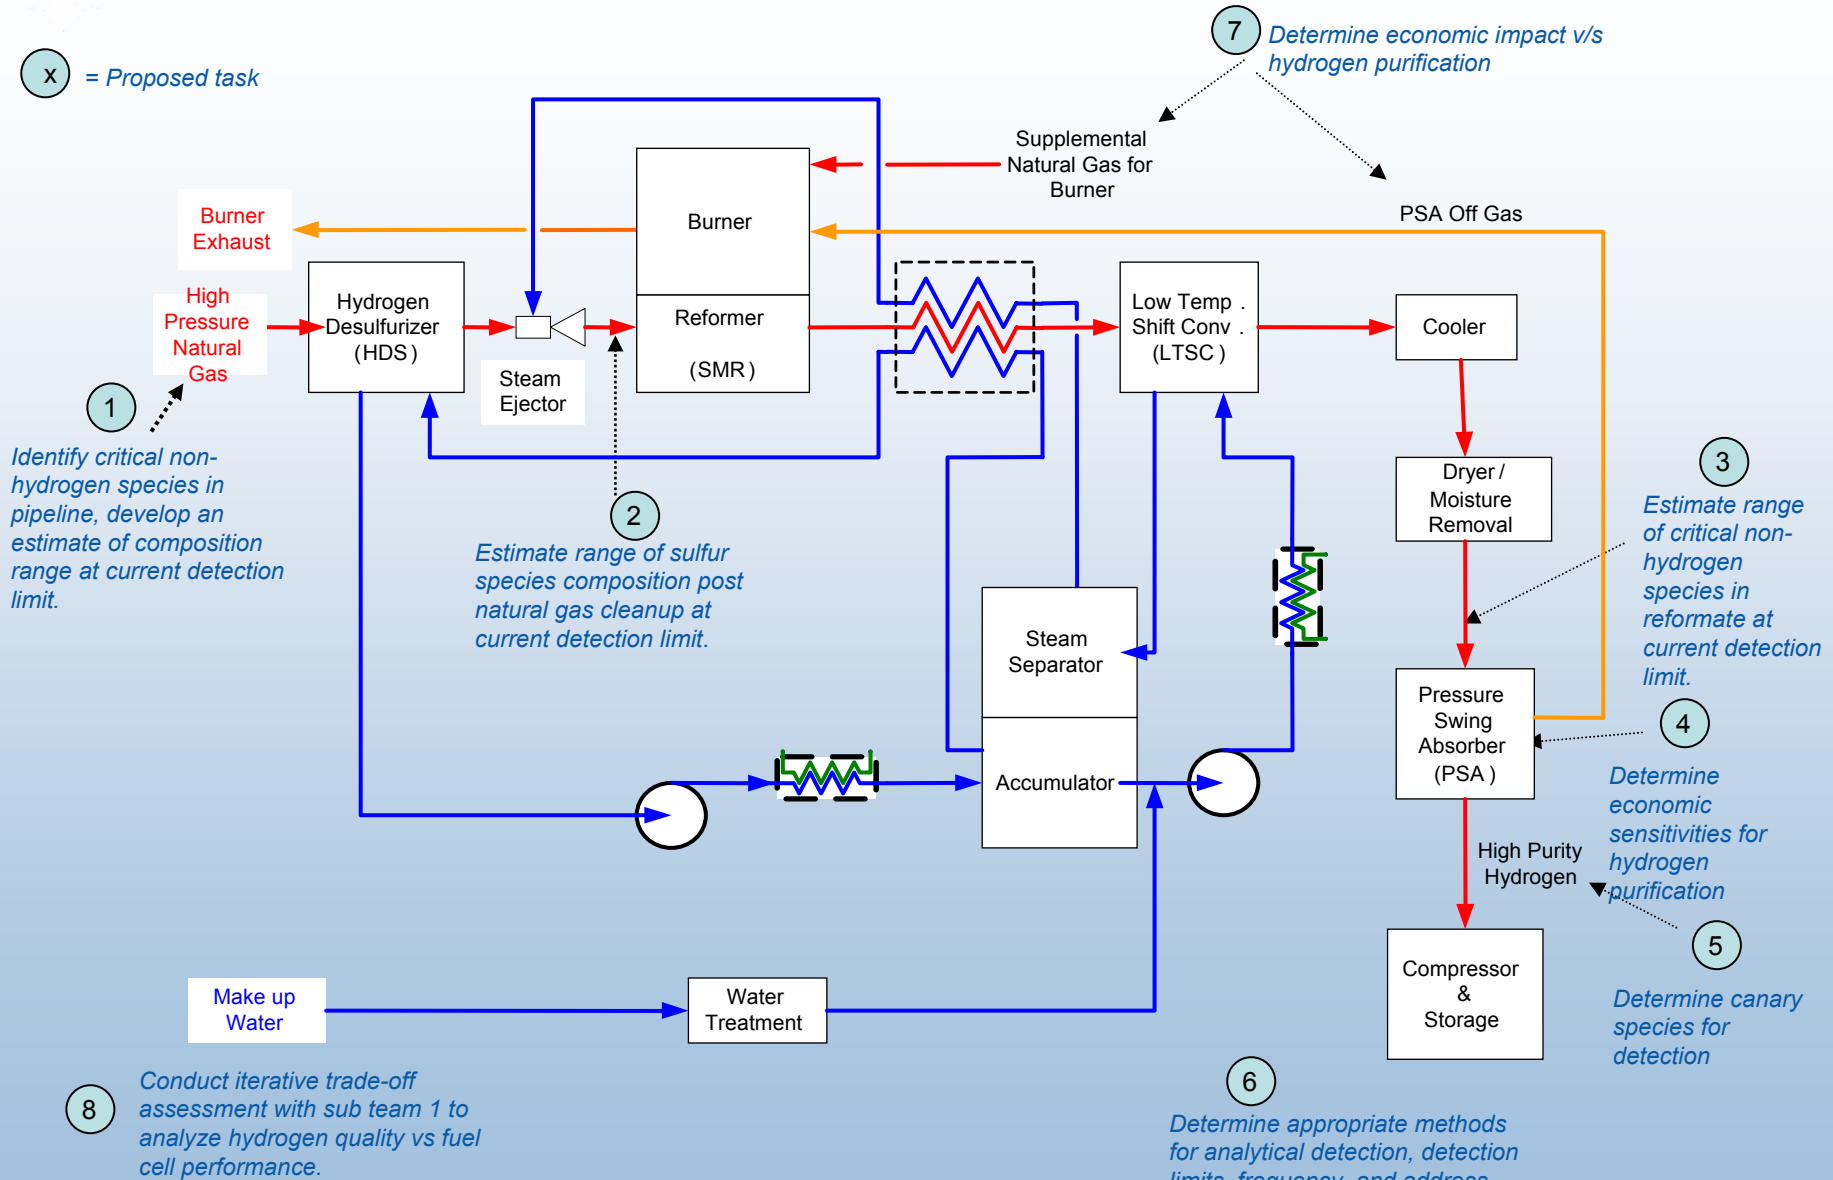 x
= Proposed task
7
Determine economic impact v/s
hydrogen purification
Supplemental
Natural Gas for
Burner
PSA Off Gas
Burner
Exhaust
Burner
High
Pressure
Natural
Gas
Hydrogen
Desulfurizer
(HDS)
Steam
Ejector
Reformer
(SMR)
Low Temp .
Shift Conv .
(LTSC)
Cooler
1
Identify critical non-
hydrogen species in
pipeline, develop an
estimate of composition
range at current detection
limit.
2
Estimate range of sulfur
species composition post
natural gas cleanup at
current detection limit.
Dryer /
Moisture
Removal
3
Estimate range
of critical non-
hydrogen
species in
reformate at
current detection
limit.
Steam
Separator
Accumulator
Pressure
Swing
Absorber
(PSA)
4
Determine
economic
sensitivities for
hydrogen
purification
High Purity
Hydrogen
5
Determine canary
species for
detection
Compressor
&
Storage
Make up
Water
Water
Treatment
8
Conduct iterative trade-off
assessment with sub team 1 to
analyze hydrogen quality vs fuel
cell performance.
6
Determine appropriate methods
for analytical detection, detection
limits, frequency, and address